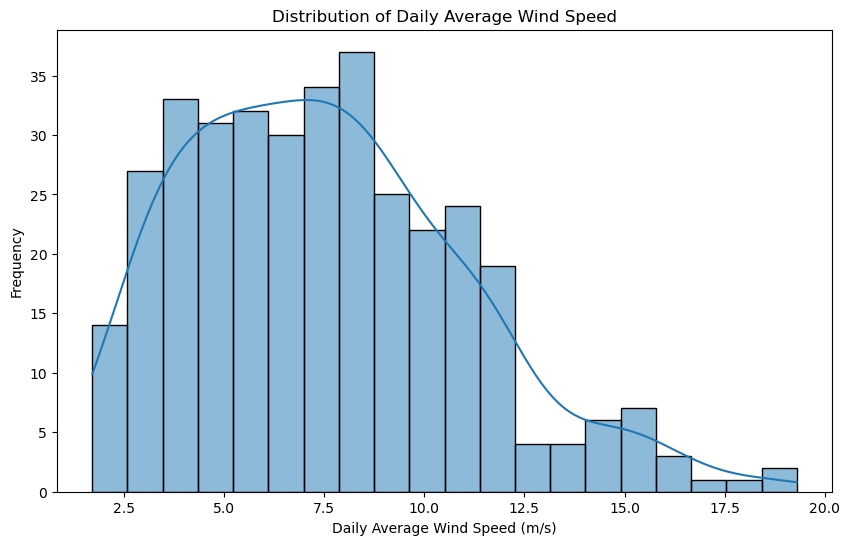 Distribution of Daily Average Wind Speed
Frequency
35
30
25
20
15
10
5
0
2.5 5.0 7.5 10.0 12.5 15.0 17.5 20.0
Daily Average Wind Speed (m/s)